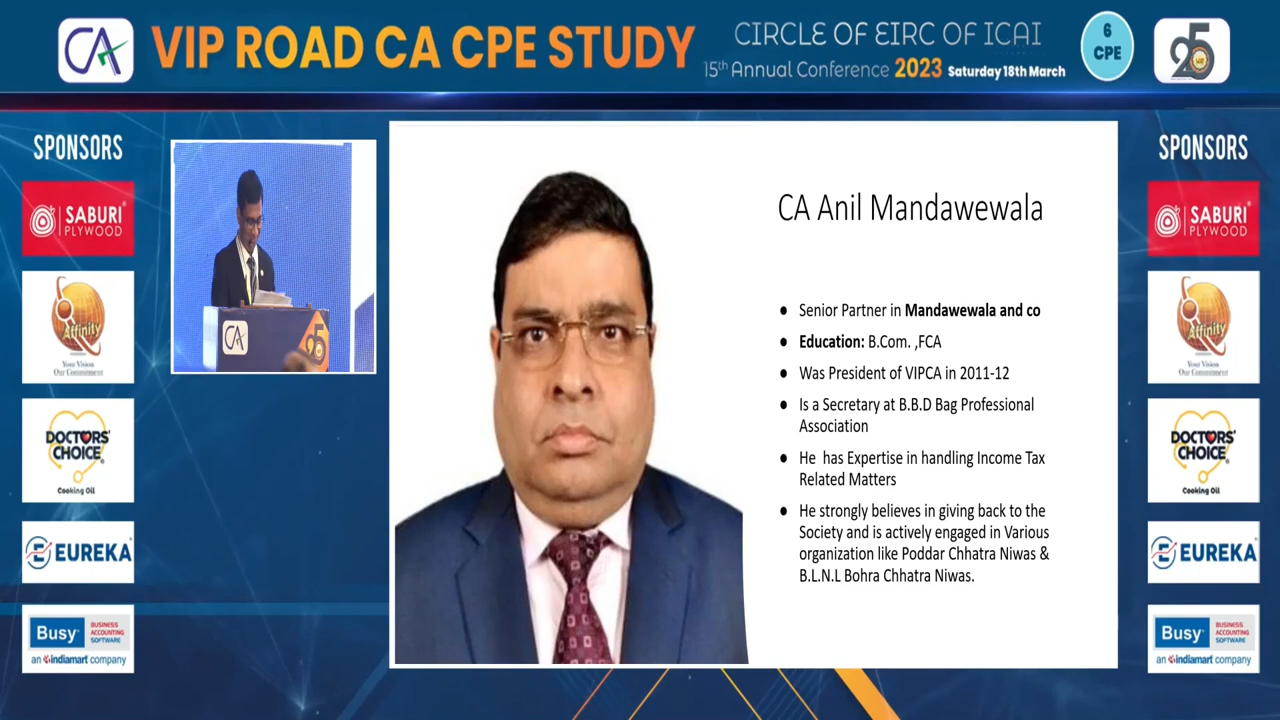 CA
VIP ROAD CA CPE STUDY
CIRCLE OF EIRC OF ICAI
15th Annual Conference 2023 Saturday 18th March
6
CPE
25
SPONSORS
SABURI
PLYWOOD
Affinity
Your Vision
Our Commitment
DOCTORS'
CHOICE
Cooking Oil
EUREKA
Busy
BUSINESS
ACCOUNTING
SOFTWARE
an indiamart company
CA
25
CA Anil Mandawewala
● Senior Partner in Mandawewala and co
● Education: B.Com. ,FCA
● Was President of VIPCA in 2011-12
● Is a Secretary at B.B.D Bag Professional
Association
● He has Expertise in handling Income Tax
Related Matters
● He strongly believes in giving back to the
Society and is actively engaged in Various
organization like Poddar Chhatra Niwas &
B.L.N.L Bohra Chhatra Niwas.
SPONSORS
SABURI
PLYWOOD
Affinity
Your Vision
Our Commitment
DOCTORS'
CHOICE
Cooking Oil
EUREKA
Busy
BUSINESS
ACCOUNTING
SOFTWARE
an indiamart company